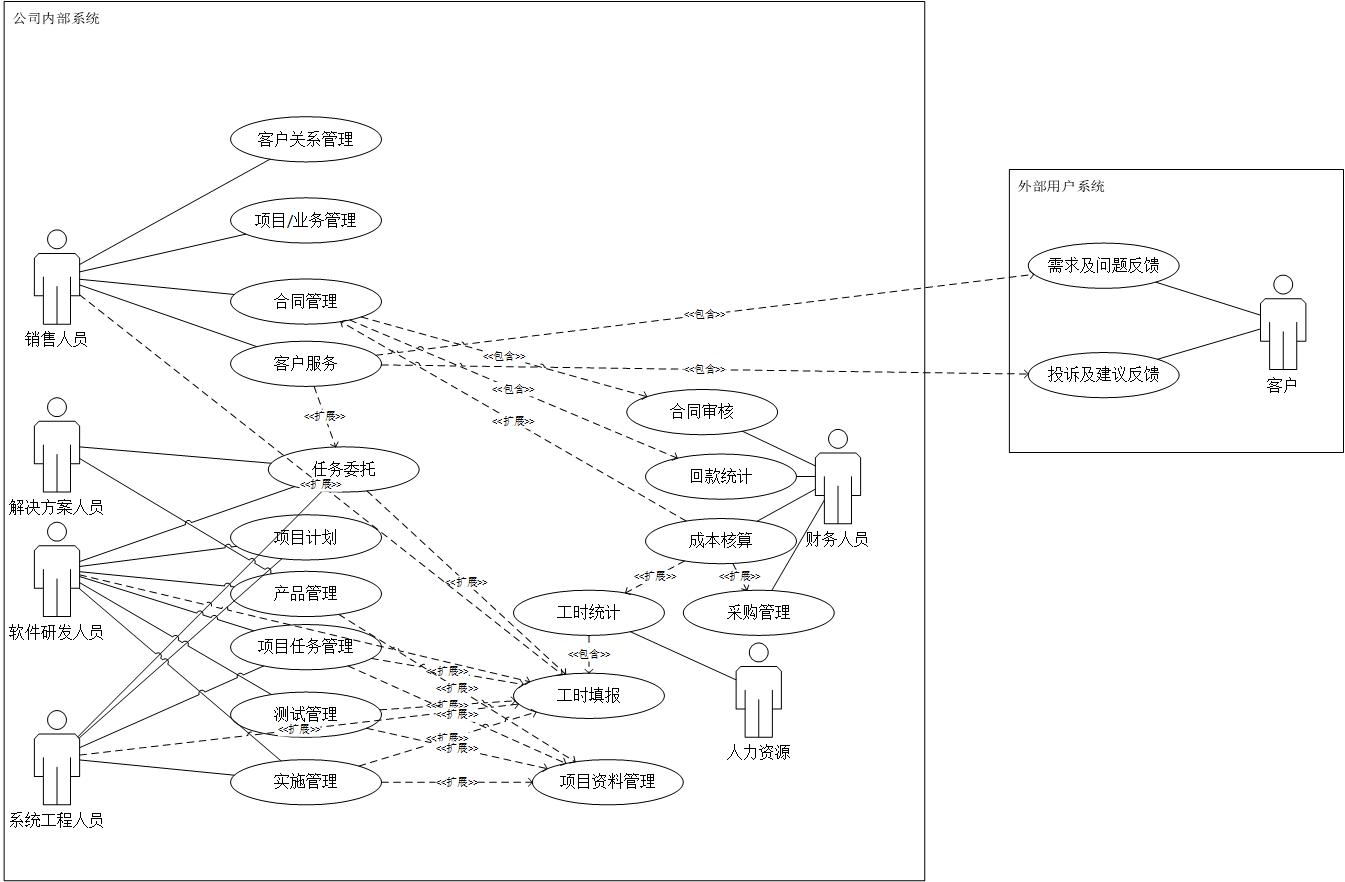 公司内部系统
客户关系管理
外部用户系统
项目/业务管理
需求及问题反馈
合同管理
<<包含>>
销售人员
<<包含>>
客户服务
<<包含>>
投诉及建议反馈
客户
<<包含>>
<<扩展>>
合同审核
<<扩展>>
任务委托
回款统计
<<扩展>>
解决方案人员
项目计划
成本核算
财务人员
<<扩展>>
<<扩展>>
<<扩展>>
产品管理
工时统计
采购管理
软件研发人员
项目任务管理
<<包含>>
<<扩展>>
<<扩展>>
工时填报
<<扩展>>
测试管理
<<扩展>>
<<扩展>>
<<扩展>>
<<扩展>>
人力资源
实施管理
<<扩展>>
项目资料管理
系统工程人员